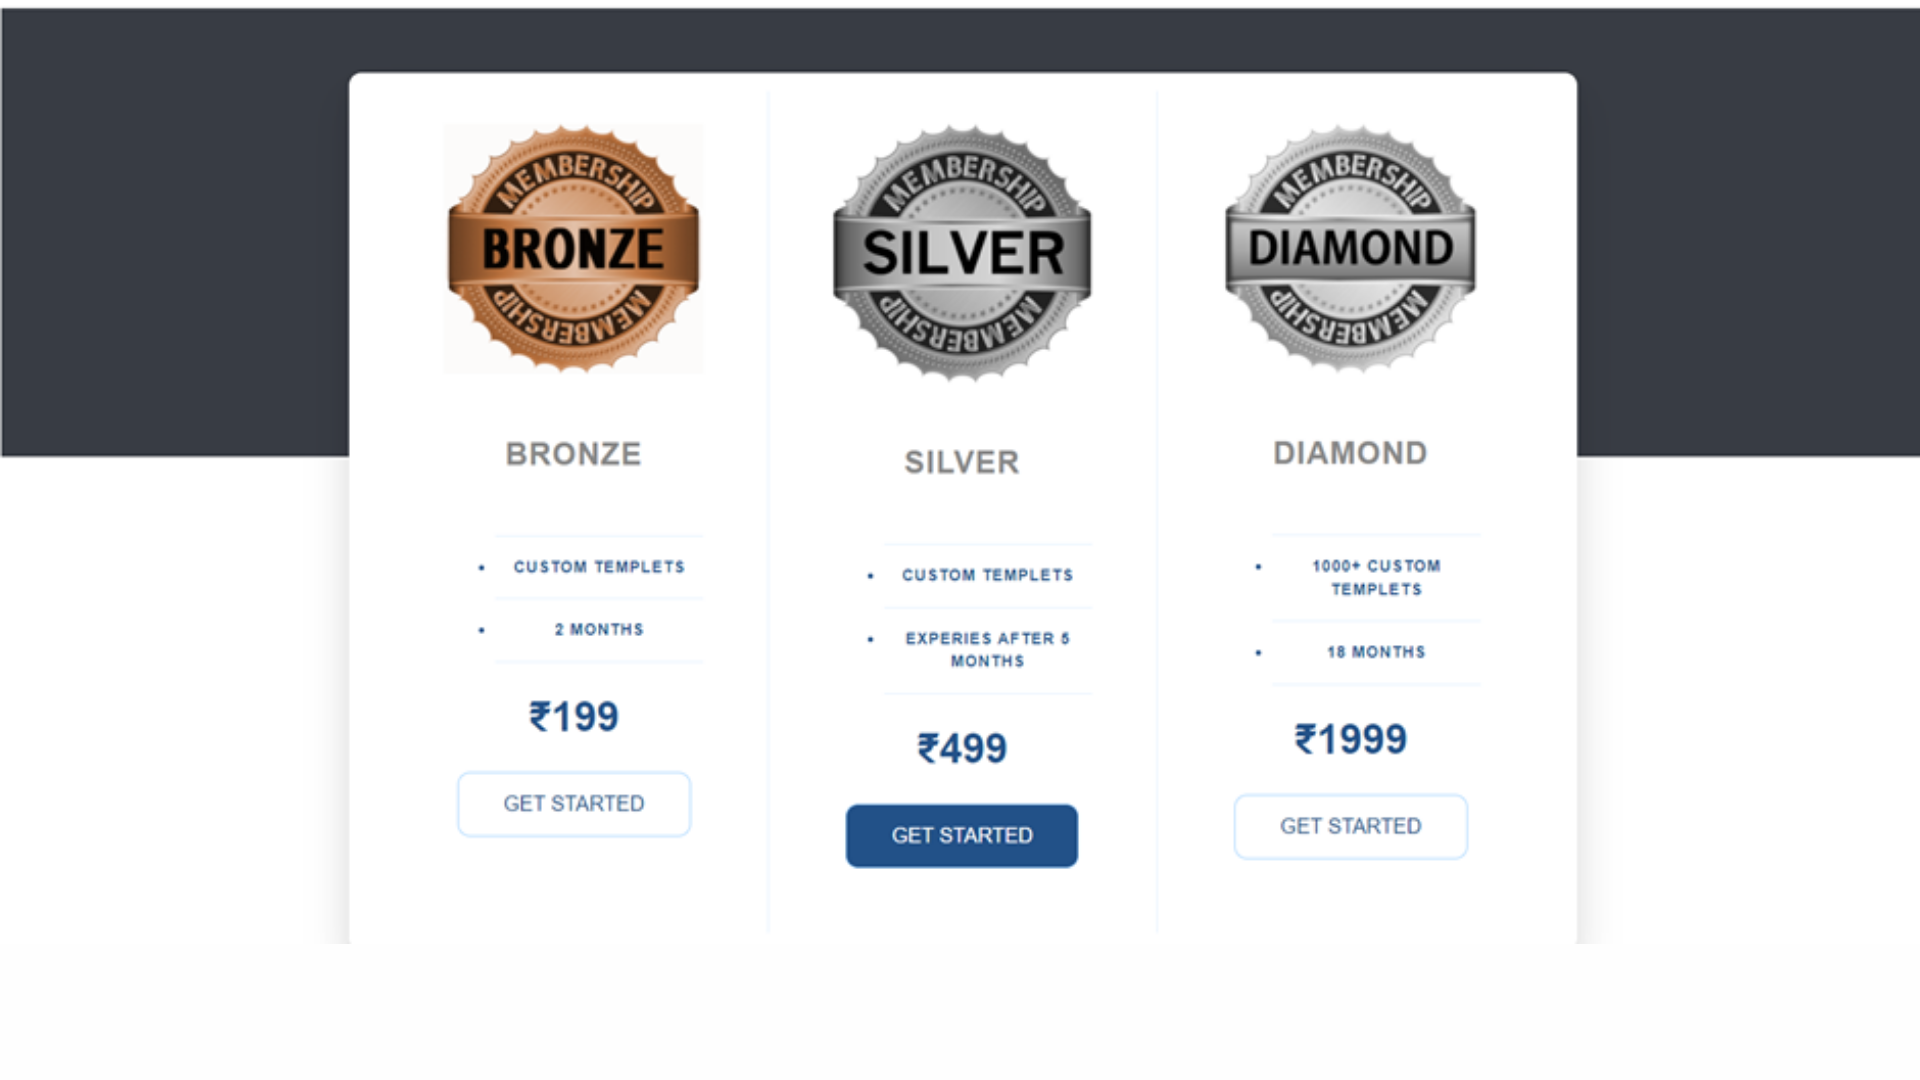 MEMBERSHIP
BRONZE
MEMBERSHIP
BRONZE
• CUSTOM TEMPLETS
• 2 MONTHS
₹199
GET STARTED
MEMBERSHIP
SILVER
MEMBERSHIP
SILVER
• CUSTOM TEMPLETS
• EXPERIES AFTER 5
MONTHS
₹499
GET STARTED
MEMBERSHIP
DIAMOND
MEMBERSHIP
DIAMOND
• 1000+ CUSTOM
TEMPLETS
• 18 MONTHS
₹1999
GET STARTED